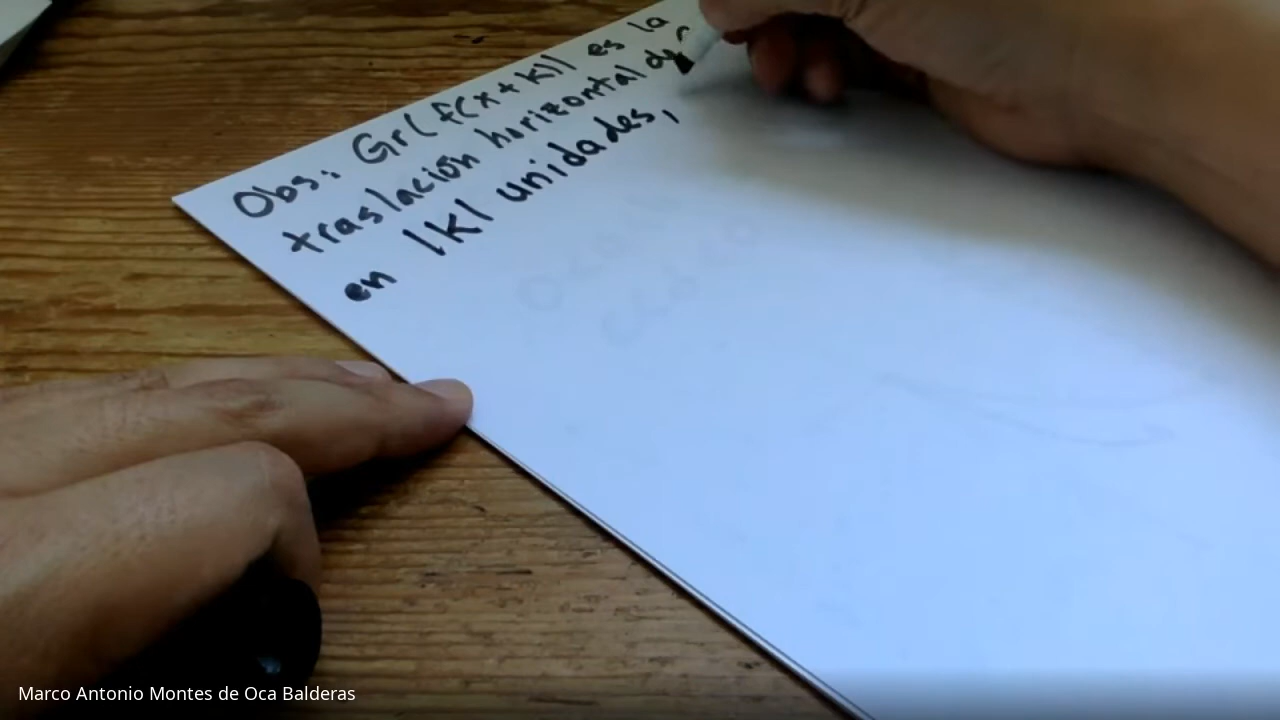 Obs: Gr(f(x+k)) es la
traslación horizontal de
en |k| unidades,
Marco Antonio Montes de Oca Balderas